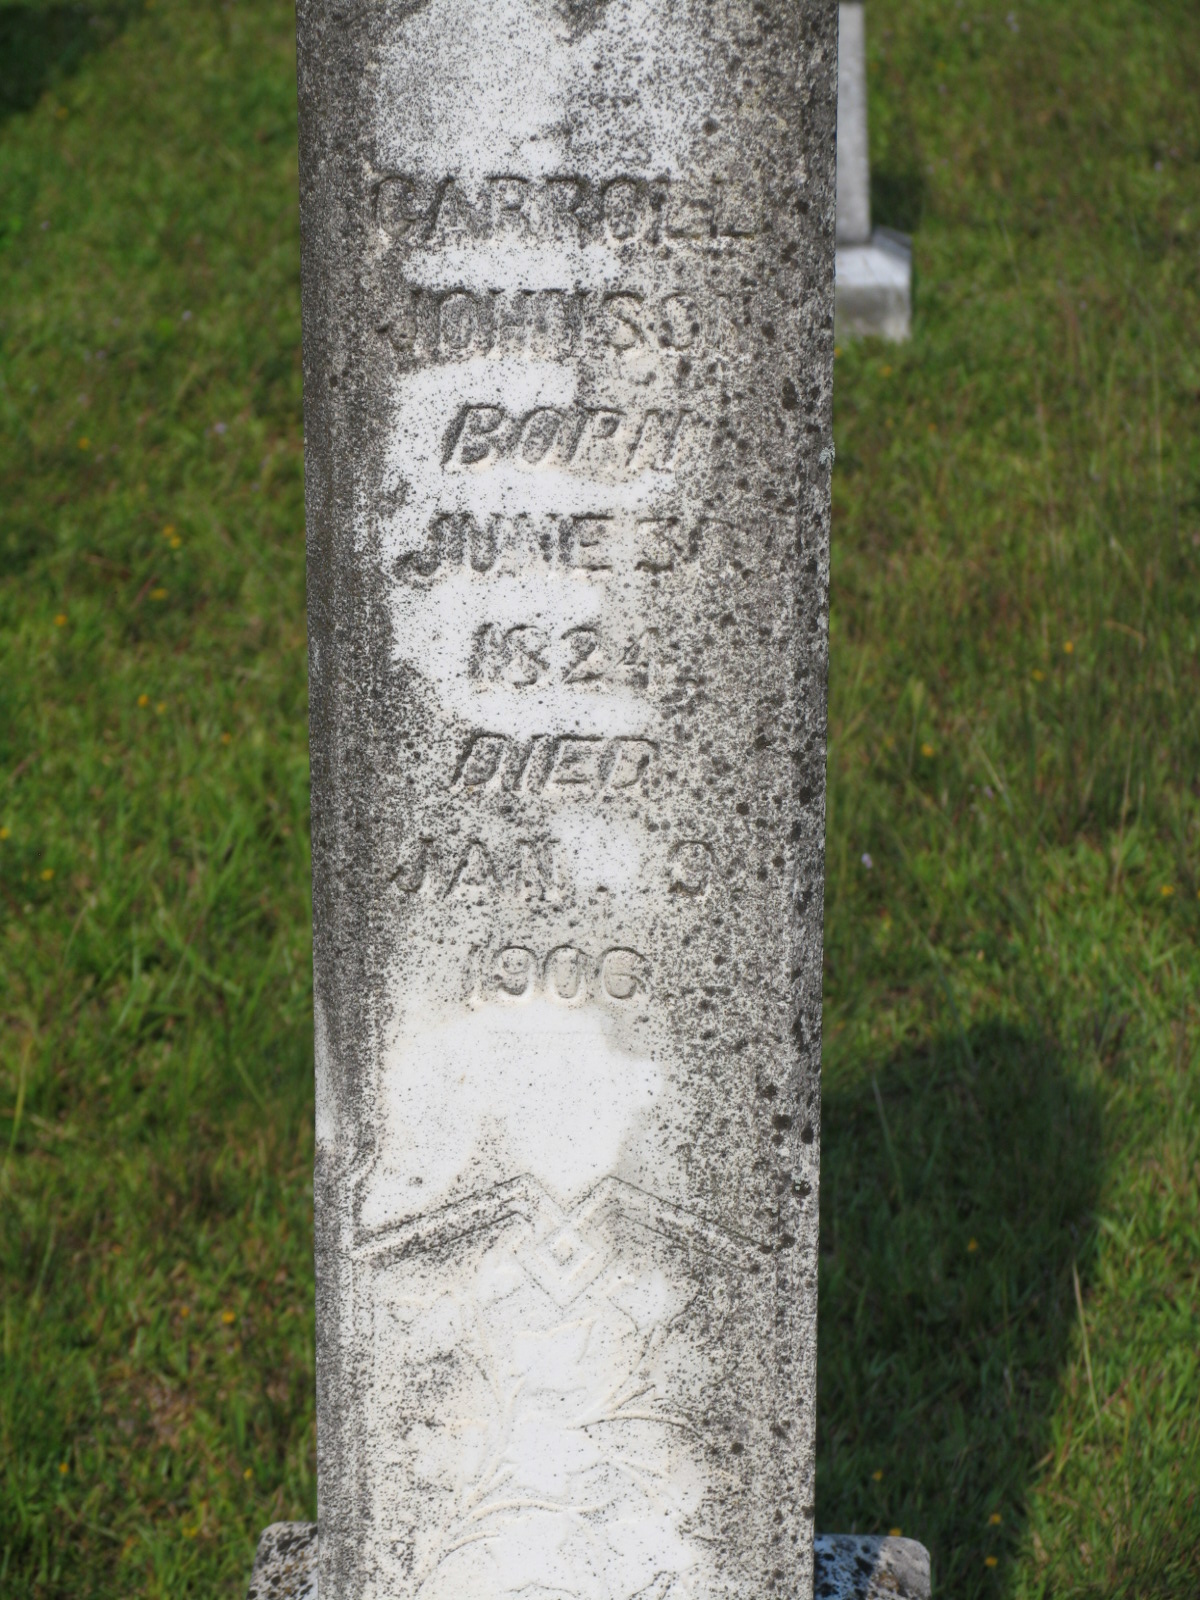 CARROLL
JOHNSON
BORN
JUNE
1824,
DIED
JAN.
1906